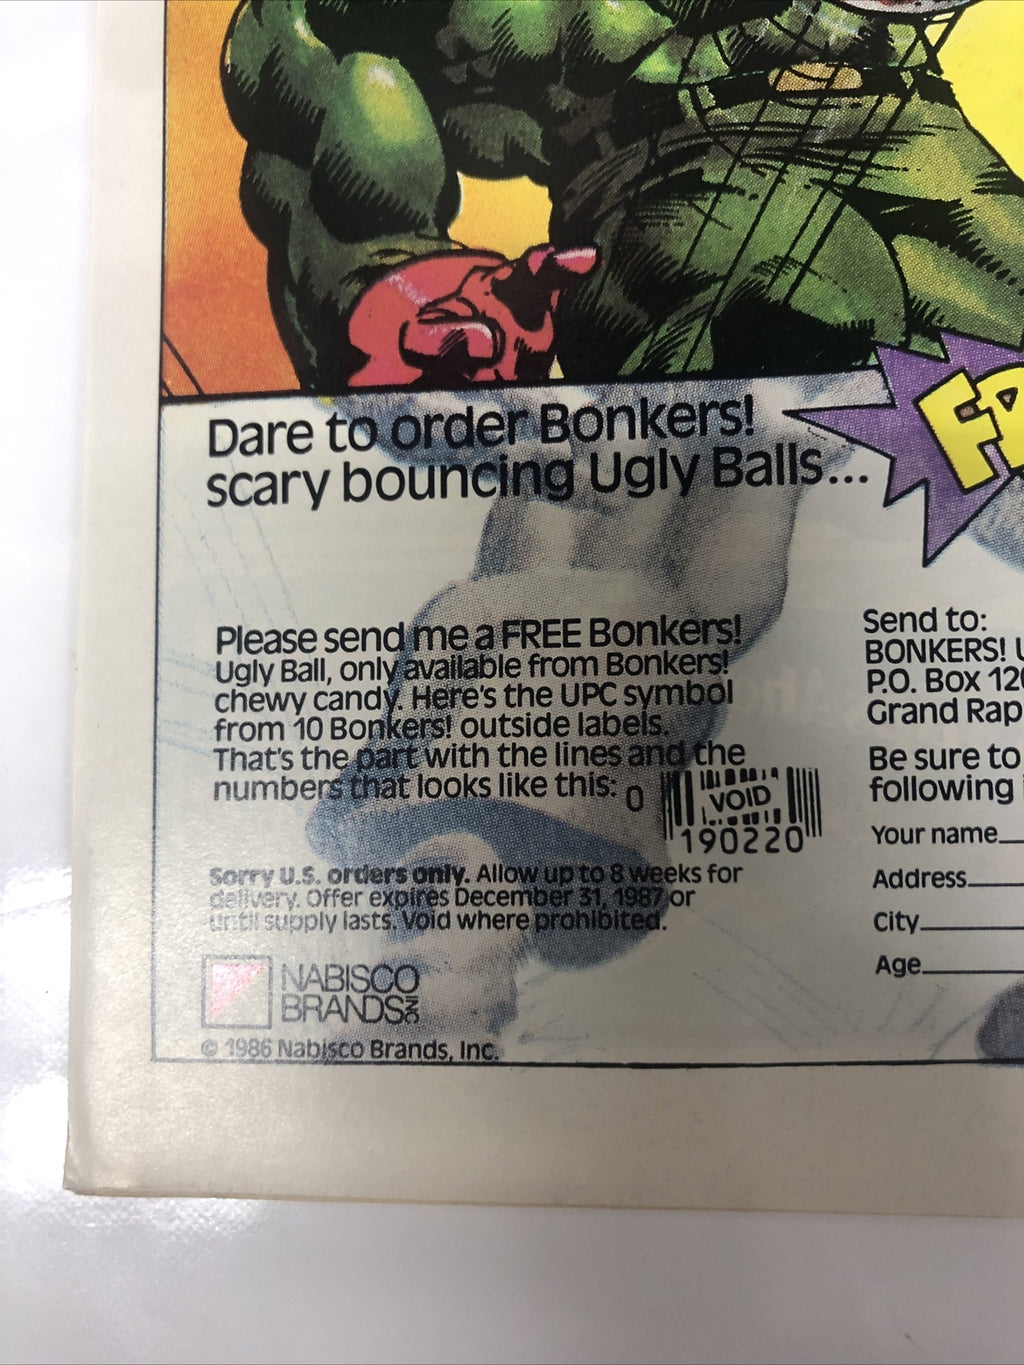 Dare to order Bonkers!
scary bouncing Ugly Balls...
Please send me a FREE Bonkers!
Ugly Ball, only available from Bonkers!
chewy candy. Here's the UPC symbol
from 10 Bonkers! outside labels.
That's the part with the lines and the
numbers that looks like this: 0
VOID
190220
Sorry U.S. orders only. Allow up to 8 weeks for
delivery. Offer expires December 31, 1987 or
until supply lasts. Void where prohibited.
NABISCO
BRANDS INC
© 1986 Nabisco Brands, Inc.
Send to:
BONKERS! U
P.O. Box 12
Grand Rap
Be sure to
following
Your name
Address
City
Age